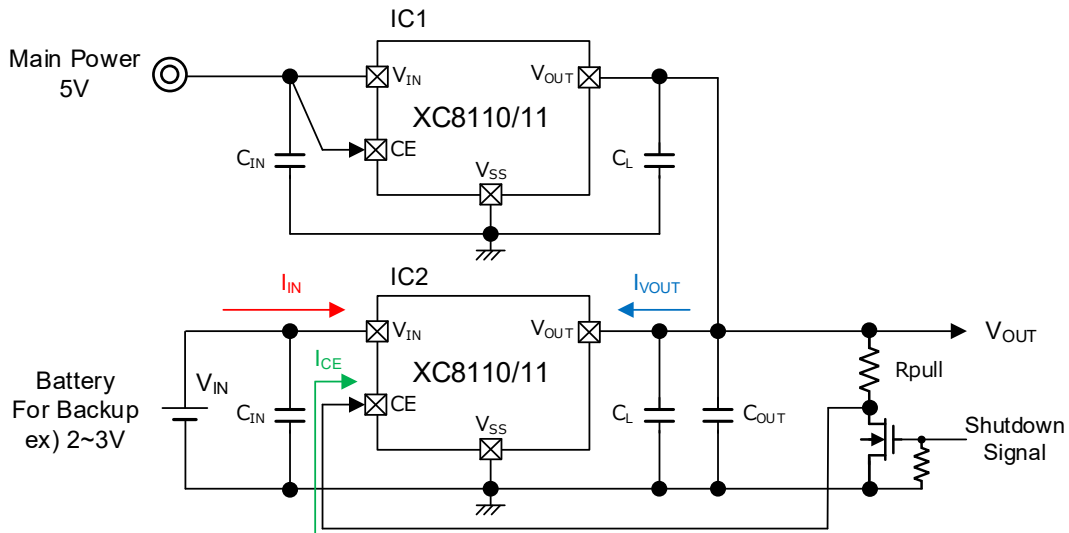 IC1
Main Power
5V
VIN
VOUT
XC8110/11
CE
CIN
VSS
CL
IIN
IC2
IVOUT
VIN
VOUT
VOUT
ICE
Rpull
Battery
For Backup
ex) 2~3V
VIN
XC8110/11
CIN
CE
VSS
CL
COUT
Shutdown
Signal